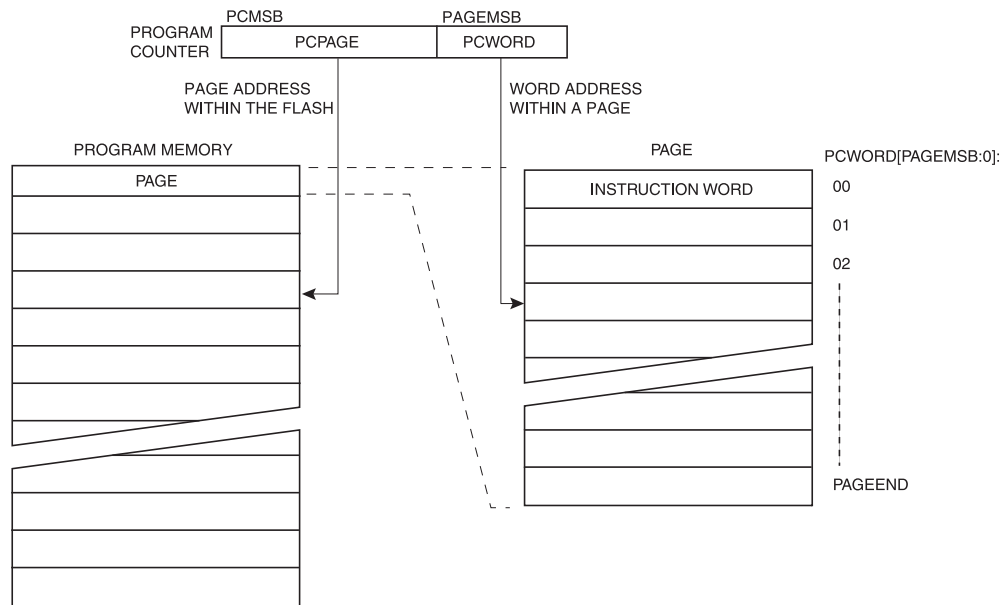 PCMSB
PAGEMSB
PROGRAM
COUNTER
PCPAGE
PCWORD
PAGE ADDRESS
WITHIN THE FLASH
WORD ADDRESS
WITHIN A PAGE
PROGRAM MEMORY
PAGE
PAGE
PCWORD[PAGEMSB:0]:
INSTRUCTION WORD
00
01
02
PAGEEND